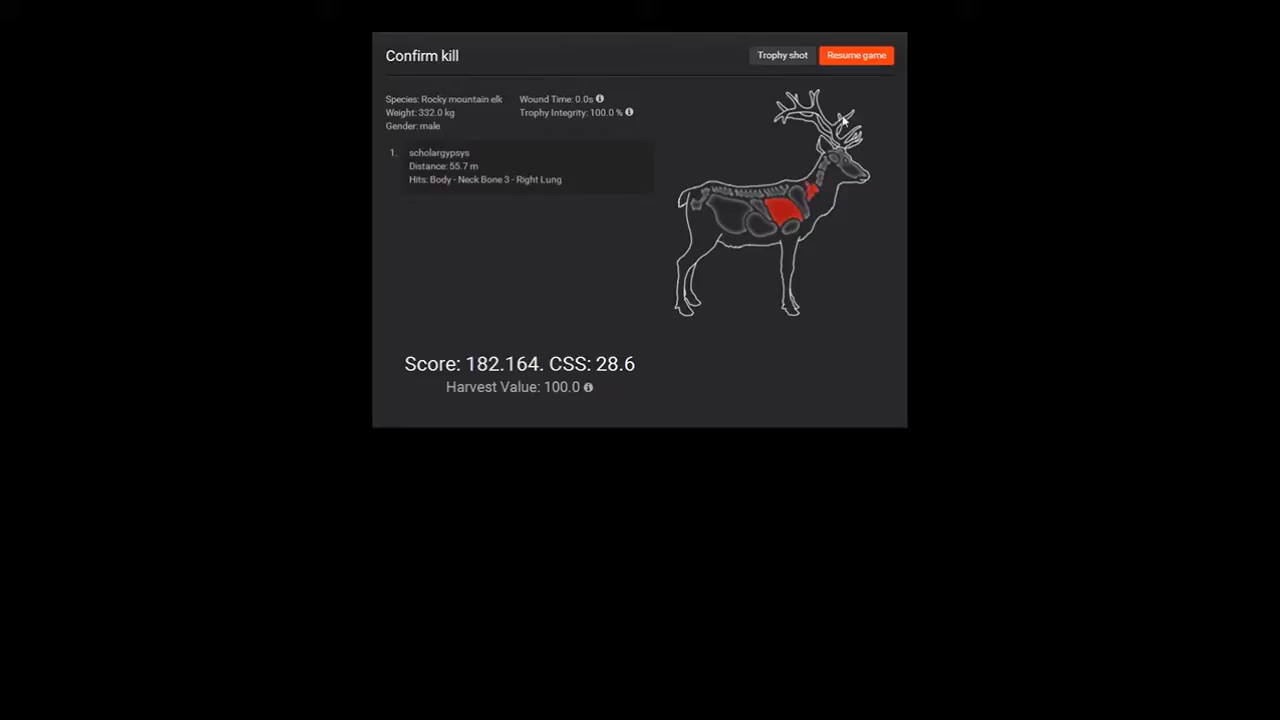 Confirm kill
Trophy shot
Resume game
Species: Rocky mountain elk
Weight: 332.0 kg
Gender: male
Wound Time: 0.0s
Trophy Integrity: 100.0 %
1. scholargypsys
Distance: 55.7 m
Hits: Body - Neck Bone 3 - Right Lung
Score: 182.164. CSS: 28.6
Harvest Value: 100.0